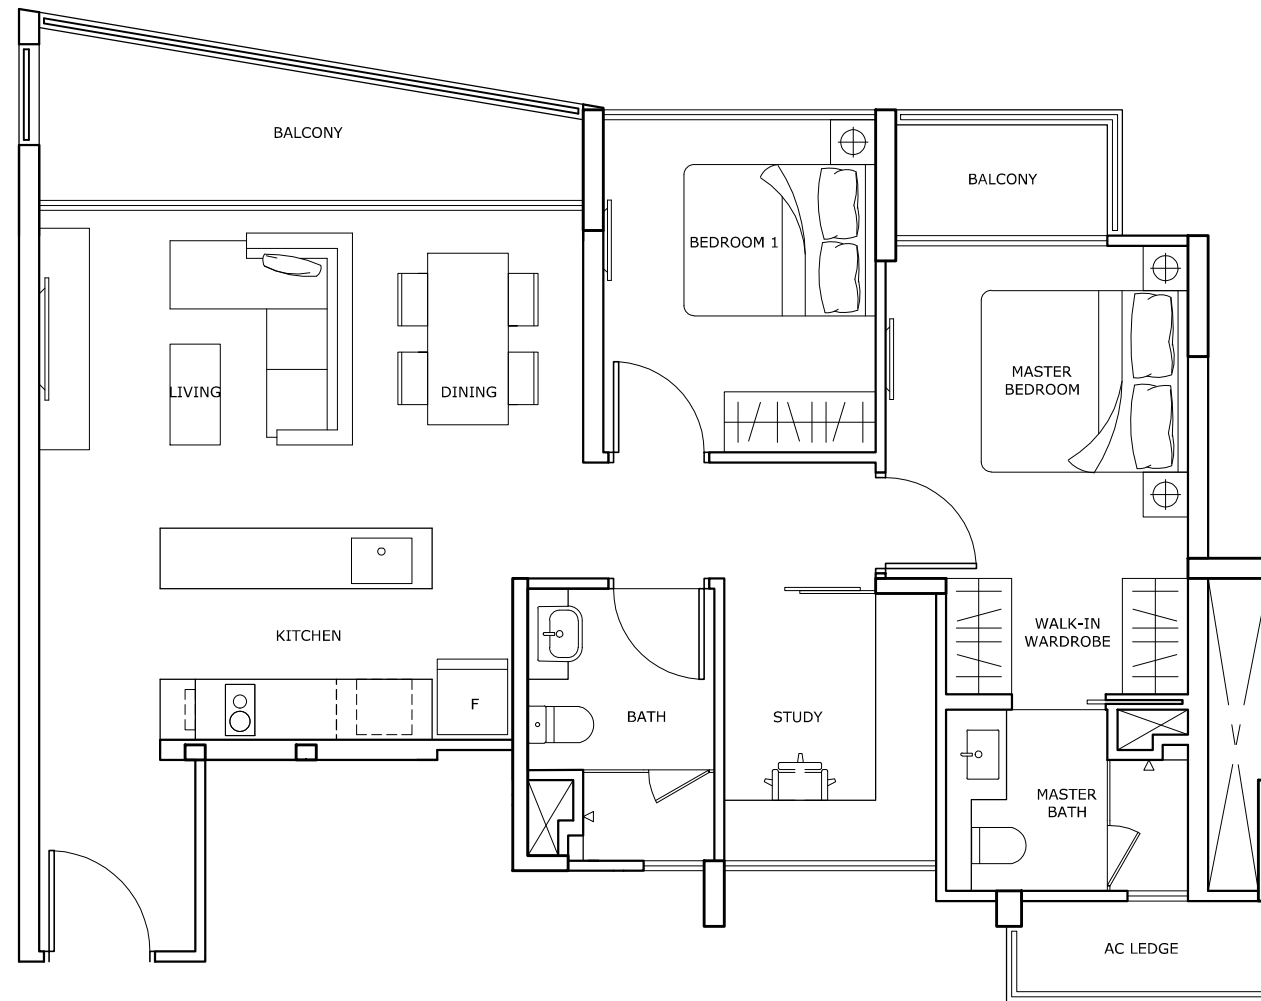 BALCONY
BALCONY
BEDROOM 1
MASTER
BEDROOM
LIVING
DINING
WALK-IN
WARDROBE
KITCHEN
F
BATH
STUDY
MASTER
BATH
AC LEDGE